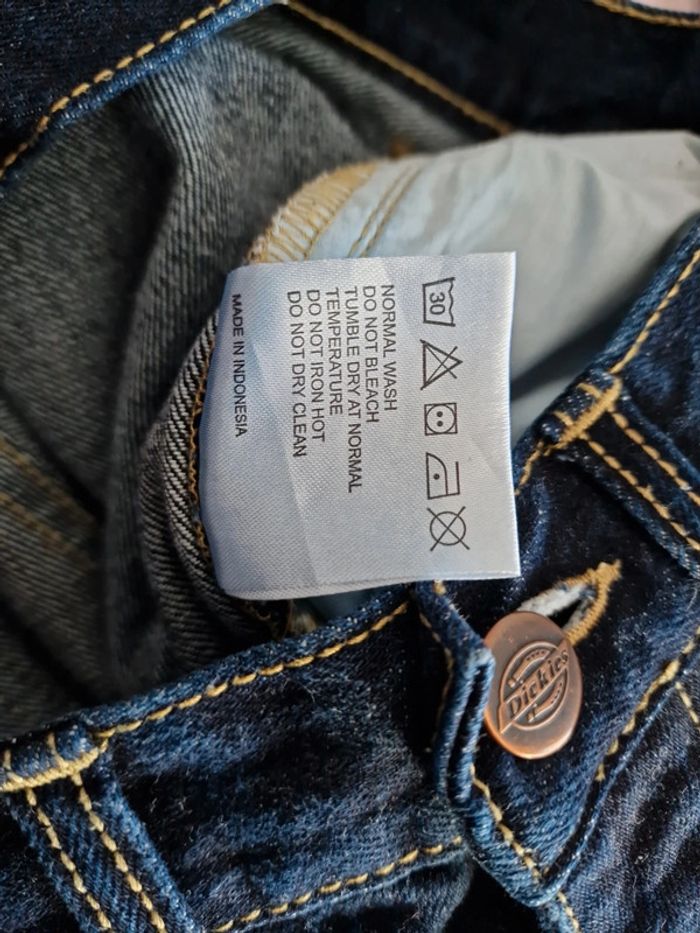 30
NORMAL WASH
DO NOT BLEACH
TUMBLE DRY AT NORMAL
TEMPERATURE
DO NOT IRON HOT
DO NOT DRY CLEAN
MADE IN INDONESIA
Dickies